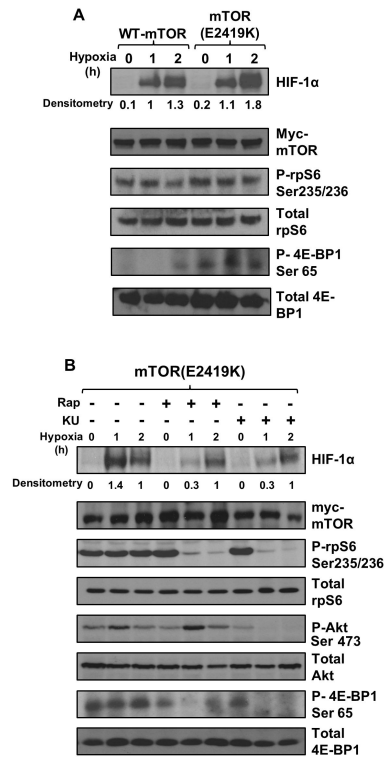 A
WT-mTOR
mTOR
(E2419K)
Hypoxia
(h)
0 1 2 0 1 2
HIF-1α
Densitometry 0.1 1 1.3 0.2 1.1 1.8
Myc-
mTOR
P-rpS6
Ser235/236
Total
rpS6
P- 4E-BP1
Ser 65
Total 4E-
BP1
B
mTOR(E2419K)
Rap - - - + + + - - -
KU - - - - - - + + +
Hypoxia
(h)
0 1 2 0 1 2 0 1 2
HIF-1α
Densitometry 0 1.4 1 0 0.3 1 0 0.3 1
myc-
mTOR
P-rpS6
Ser235/236
Total
rpS6
P-Akt
Ser 473
Total
Akt
P- 4E-BP1
Ser 65
Total
4E-BP1